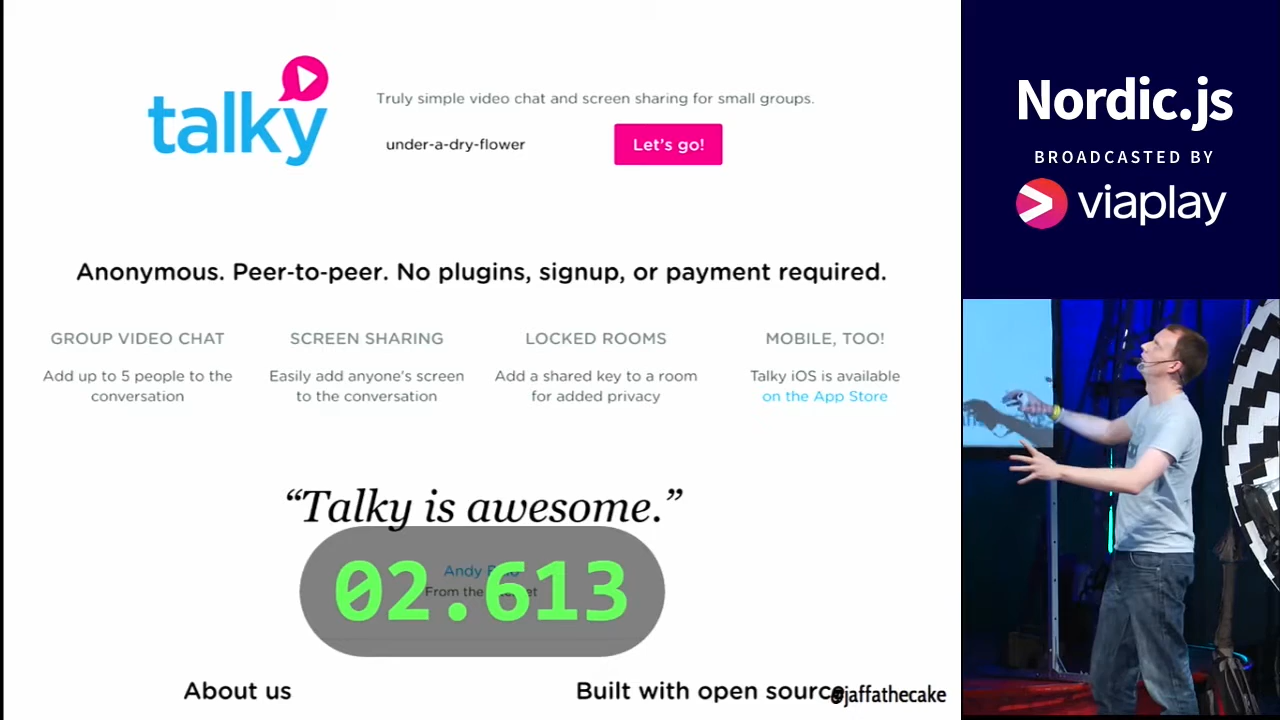 talky
Truly simple video chat and screen sharing for small groups.
under-a-dry-flower
Let's go!
Anonymous. Peer-to-peer. No plugins, signup, or payment required.
GROUP VIDEO CHAT
Add up to 5 people to the
conversation
SCREEN SHARING
Easily add anyone's screen
to the conversation
LOCKED ROOMS
Add a shared key to a room
for added privacy
MOBILE, TOO!
Talky iOS is available
on the App Store
“Talky is awesome.”
Andy
From the
02.613
About us
Built with open source
@jaffathecake
Nordic.js
BROADCASTED BY
viaplay